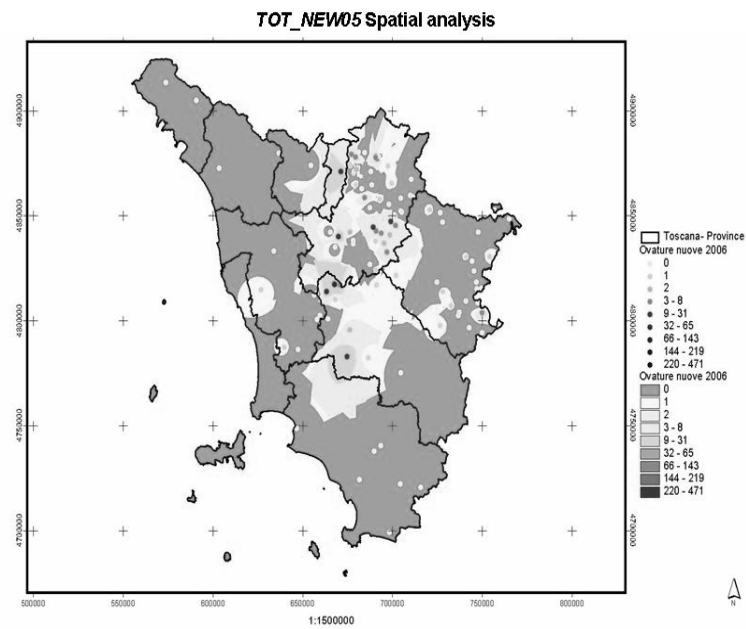 TOT_NEW05 Spatial analysis
4900000
4850000
4800000
4750000
4700000
4900000
4850000
4800000
4750000
4700000
500000
550000
600000
650000
700000
750000
800000
1:1500000
Toscana- Province
Ovature nuove 2006
0
1
2
3 - 8
9 - 31
32 - 65
66 - 143
144 - 219
220 - 471
Ovature nuove 2006
0
1
2
3 - 8
9 - 31
32 - 65
66 - 143
144 - 219
220 - 471
N